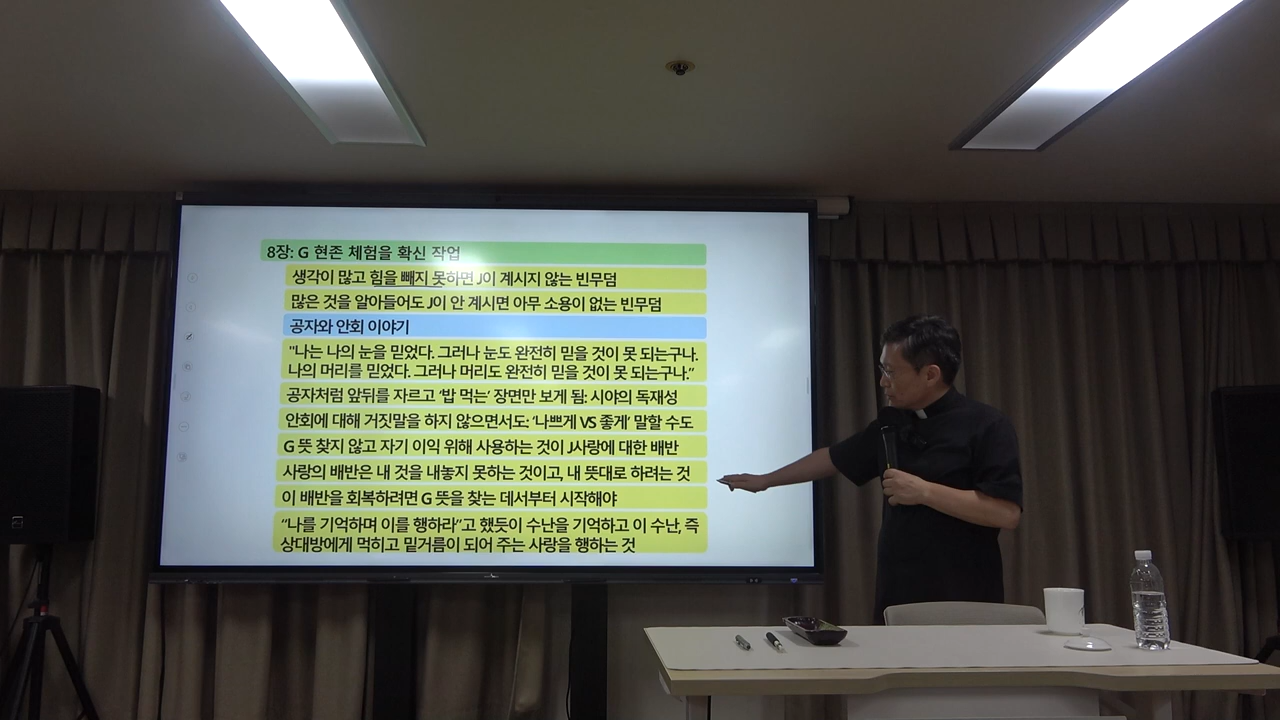 8장: G 현존 체험을 확신 작업
생각이 많고 힘을 빼지 못하면 J이 계시지 않는 빈무덤
많은 것을 알아들어도 J이 안 계시면 아무 소용이 없는 빈무덤
공자와 안회 이야기
"나는 나의 눈을 믿었다. 그러나 눈도 완전히 믿을 것이 못 되는구나.
나의 머리를 믿었다. 그러나 머리도 완전히 믿을 것이 못 되는구나."
공자처럼 앞뒤를 자르고 '밥 먹는' 장면만 보게 됨: 시야의 독재성
안회에 대해 거짓말을 하지 않으면서도: '나쁘게 VS 좋게' 말할 수도
G 뜻 찾지 않고 자기 이익 위해 사용하는 것이 J사랑에 대한 배반
사랑의 배반은 내 것을 내놓지 못하는 것이고, 내 뜻대로 하려는 것
이 배반을 회복하려면 G 뜻을 찾는 데서부터 시작해야
“나를 기억하며 이를 행하라”고 했듯이 수난을 기억하고 이 수난, 즉
상대방에게 먹히고 밑거름이 되어 주는 사랑을 행하는 것